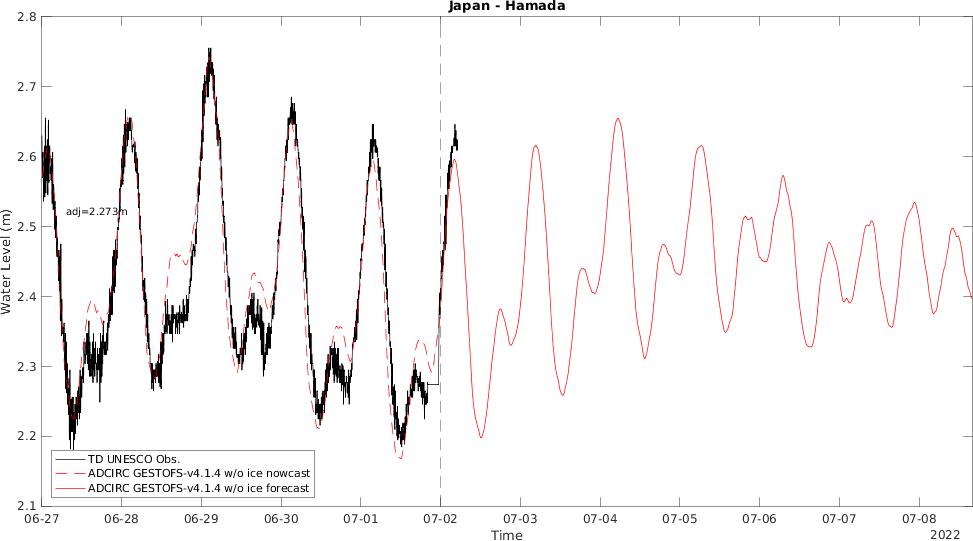 Japan - Hamada
2.8
2.7
2.6
2.5
2.4
2.3
2.2
2.1
Water Level (m)
adj=2.273m
TD UNESCO Obs.
ADCIRC GESTOFS-v4.1.4 w/o ice nowcast
ADCIRC GESTOFS-v4.1.4 w/o ice forecast
06-27 06-28 06-29 06-30 07-01 07-02 07-03 07-04 07-05 07-06 07-07 07-08
Time
2022